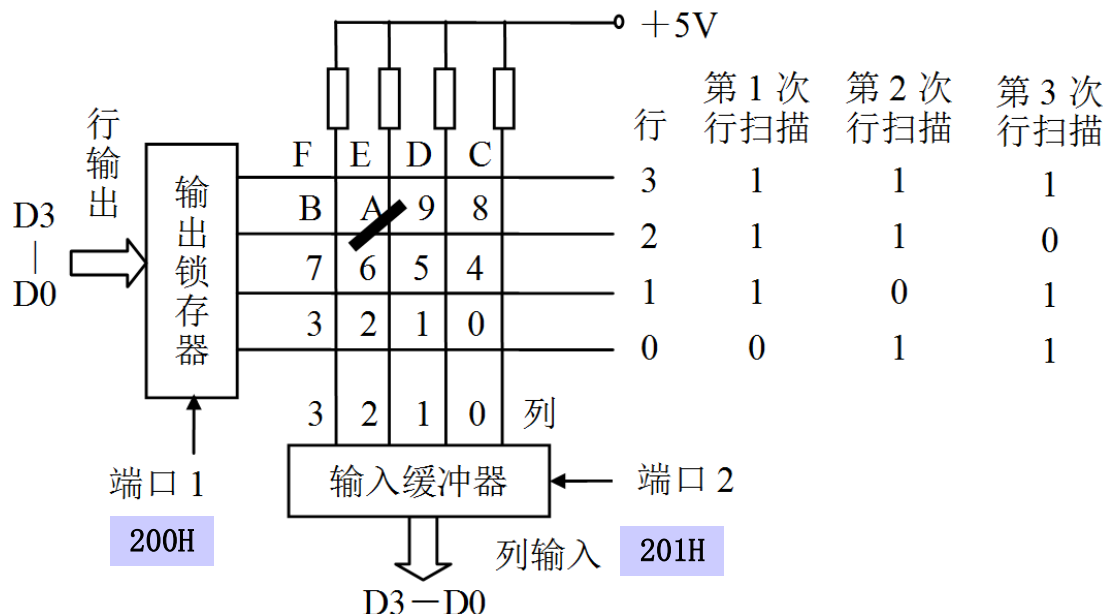 +5V
第1次 第2次 第3次
行 行扫描 行扫描 行扫描
3 1 1 1
2 1 1 0
1 1 0 1
0 0 1 1
行输出
D3
—
D0
输出锁存器
F E D C
B A 9 8
7 6 5 4
3 2 1 0
3 2 1 0 列
端口1
200H
输入缓冲器
端口2
列输入 201H
D3-D0